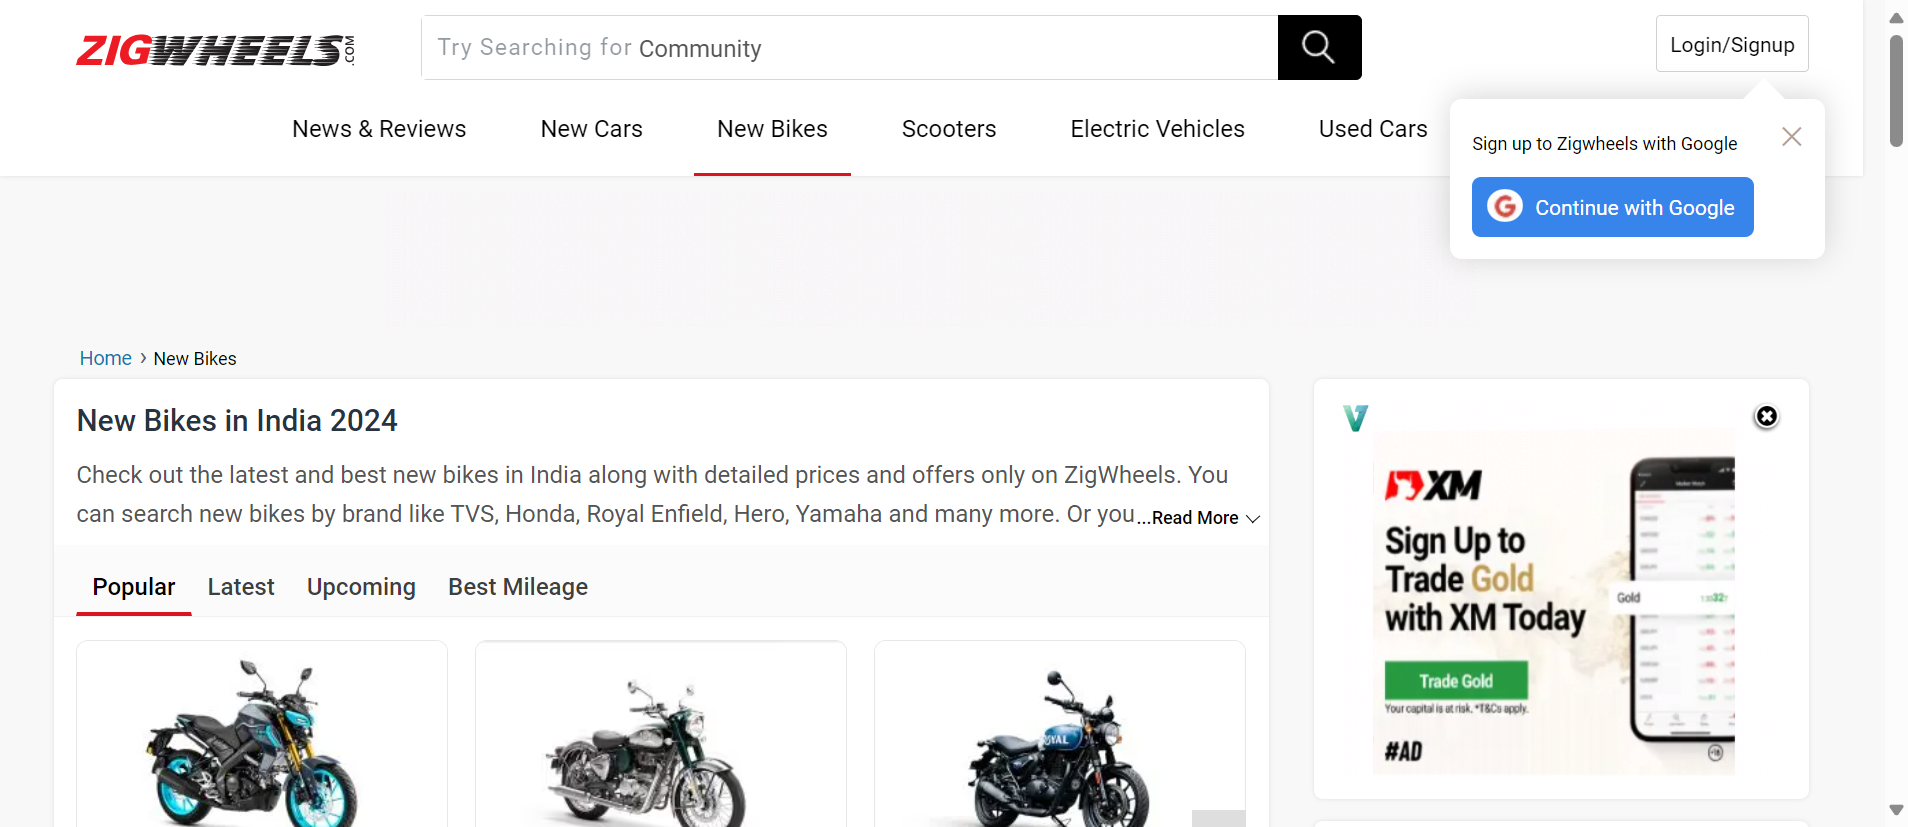 ZIGWHEELS.COM
Try Searching for Community
Login/Signup
News & Reviews
New Cars
New Bikes
Scooters
Electric Vehicles
Used Cars
Sign up to Zigwheels with Google
Continue with Google
Home › New Bikes
New Bikes in India 2024
Check out the latest and best new bikes in India along with detailed prices and offers only on ZigWheels. You
can search new bikes by brand like TVS, Honda, Royal Enfield, Hero, Yamaha and many more. Or you...Read More
Popular
Latest
Upcoming
Best Mileage
XM
Sign Up to
Trade Gold
with XM Today
Gold
Trade Gold
Your capital is at risk. *T&Cs apply.
#AD